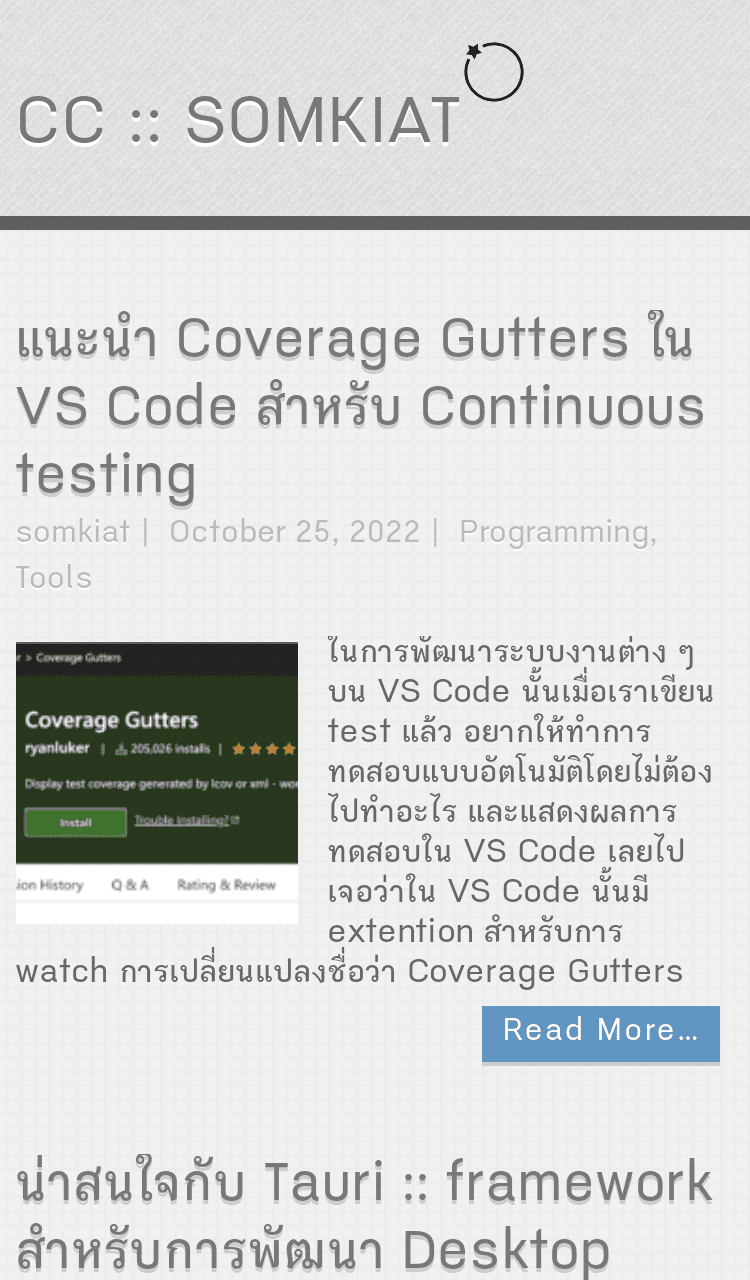 CC :: SOMKIAT
แนะนำ Coverage Gutters ใน
VS Code สำหรับ Continuous
testing
somkiat | October 25, 2022 | Programming,
Tools
r > Coverage Gutters
Coverage Gutters
ryanluker | 205,026 installs |
Display test coverage generated by lcov or xml - wor
Install
Trouble Installing?
ion History Q & A Rating & Review
ในการพัฒนาระบบงานต่าง ๆ
บน VS Code นั้นเมื่อเราเขียน
test แล้ว อยากให้ทำการ
ทดสอบแบบอัตโนมัติโดยไม่ต้อง
ไปทำอะไร และแสดงผลการ
ทดสอบใน VS Code เลยไป
เจอว่าใน VS Code นั้นมี
extention สำหรับการ
watch การเปลี่ยนแปลงชื่อว่า Coverage Gutters
Read More…
น่าสนใจกับ Tauri :: framework
สำหรับการพัฒนา Desktop